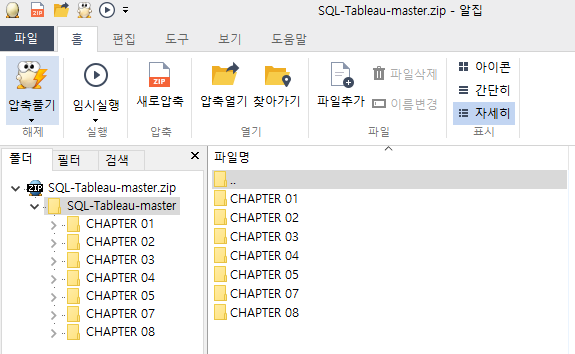 SQL-Tableau-master.zip - 알집
파일 홈 편집 도구 보기 도움말
ZIP
압축풀기 임시실행 새로압축 압축열기 찾아가기 파일추가 파일삭제 이름변경
아이콘
간단히
자세히
해제 실행 압축 열기 파일 표시
폴더 필터 검색
ZIP SQL-Tableau-master.zip
SQL-Tableau-master
CHAPTER 01
CHAPTER 02
CHAPTER 03
CHAPTER 04
CHAPTER 05
CHAPTER 07
CHAPTER 08
파일명
..
CHAPTER 01
CHAPTER 02
CHAPTER 03
CHAPTER 04
CHAPTER 05
CHAPTER 07
CHAPTER 08